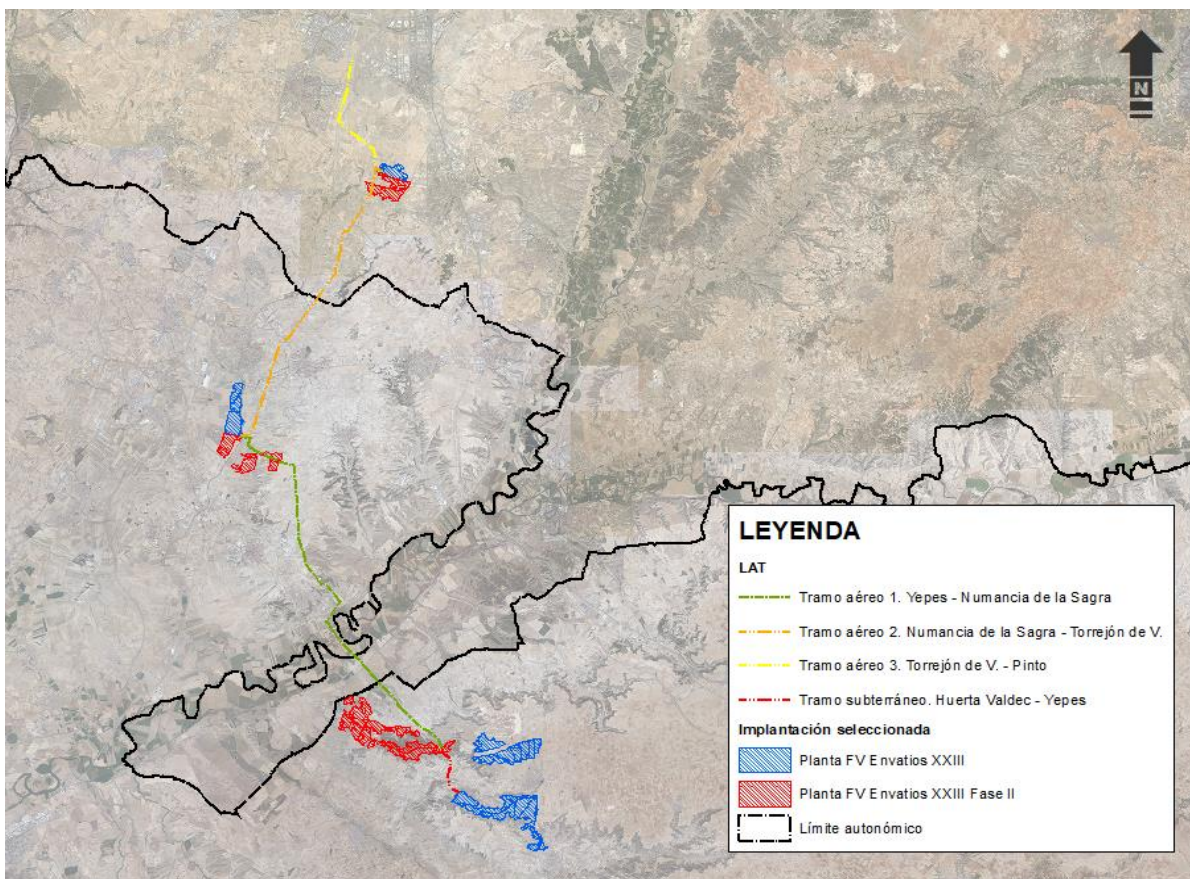 N
LEYENDA
LAT
Tramo aéreo 1. Yepes - Numancia de la Sagra
Tramo aéreo 2. Numancia de la Sagra - Torrejón de V.
Tramo aéreo 3. Torrejón de V. - Pinto
Tramo subterráneo. Huerta Valdec - Yepes
Implantación seleccionada
Planta FV Envatios XXIII
Planta FV Envatios XXIII Fase II
Límite autonómico